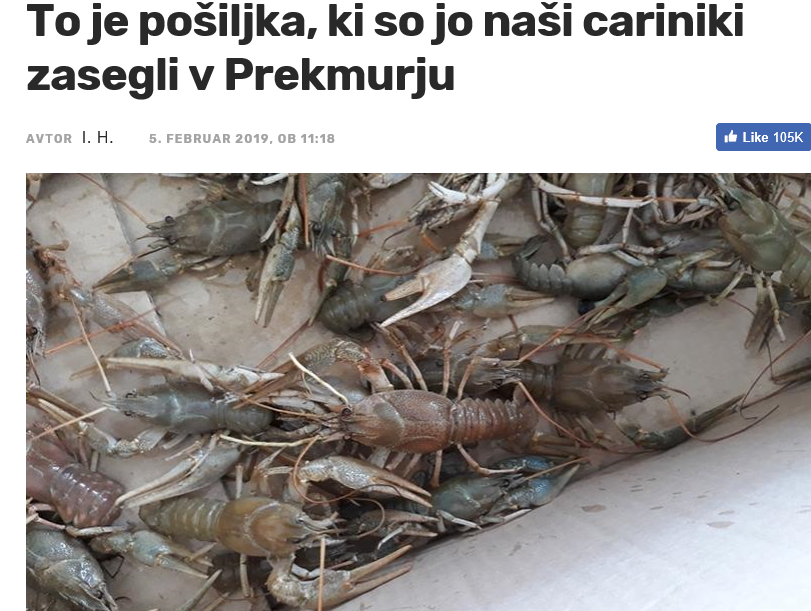 To je pošiljka, ki so jo naši cariniki
zasegli v Prekmurju
AVTOR I. H. 5. FEBRUAR 2019, OB 11:18
Like 105K